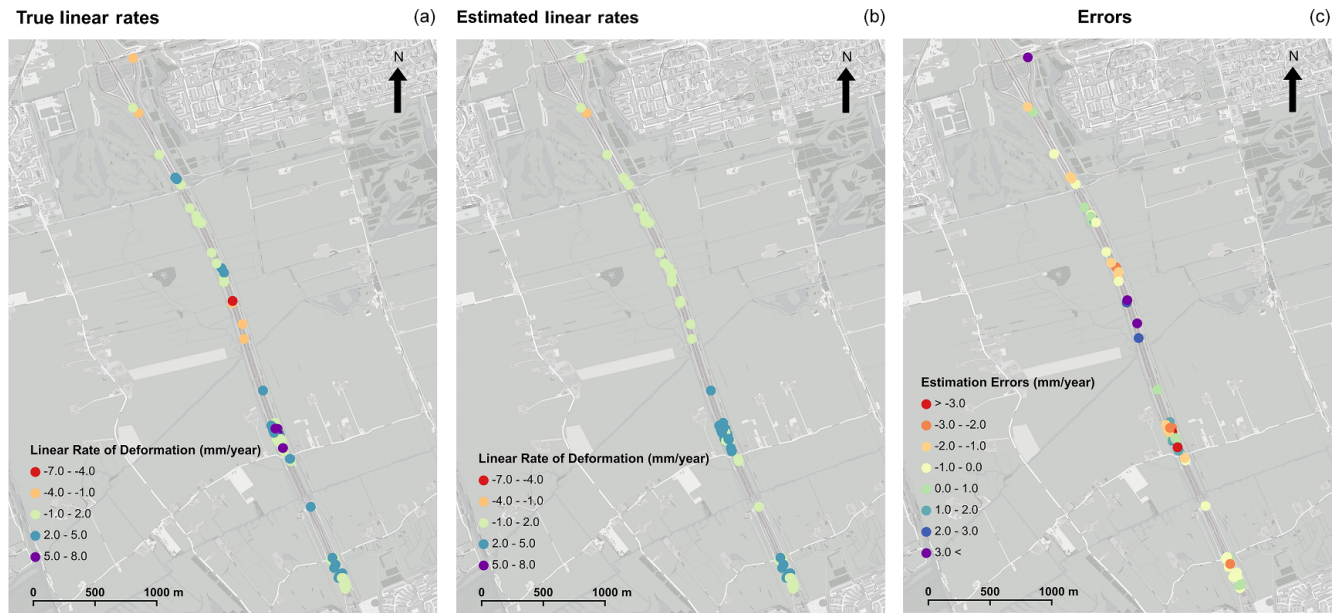 True linear rates
(a)
N
Linear Rate of Deformation (mm/year)
-7.0 - -4.0
-4.0 - -1.0
-1.0 - 2.0
2.0 - 5.0
5.0 - 8.0
0 500 1000 m
Estimated linear rates
(b)
N
Linear Rate of Deformation (mm/year)
-7.0 - -4.0
-4.0 - -1.0
-1.0 - 2.0
2.0 - 5.0
5.0 - 8.0
0 500 1000 m
Errors
(c)
N
Estimation Errors (mm/year)
> -3.0
-3.0 - -2.0
-2.0 - -1.0
-1.0 - 0.0
0.0 - 1.0
1.0 - 2.0
2.0 - 3.0
3.0 <
0 500 1000 m